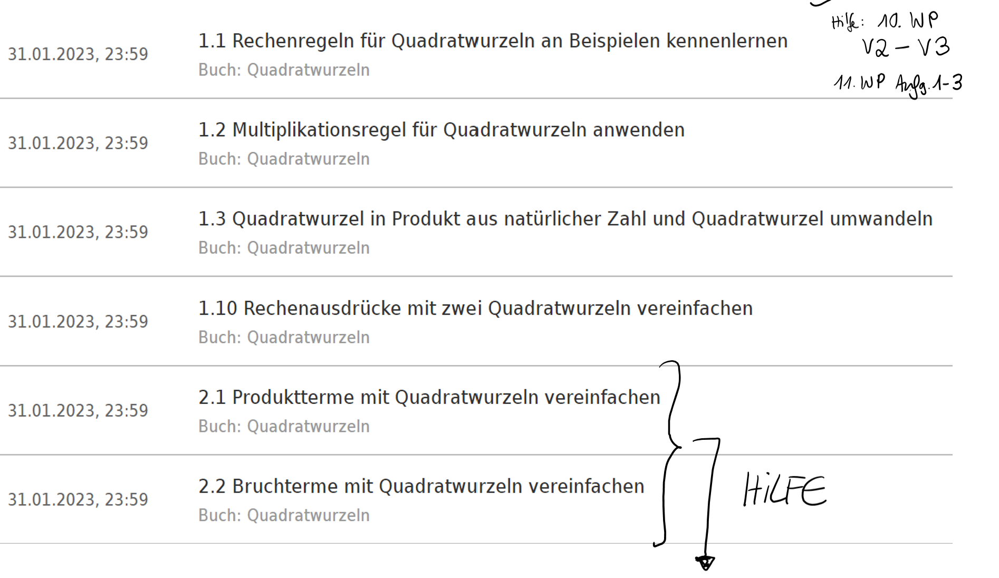 Hilfe: 10. WP
V2 – V3
11. WP Aufg. 1-3
31.01.2023, 23:59
1.1 Rechenregeln für Quadratwurzeln an Beispielen kennenlernen
Buch: Quadratwurzeln
31.01.2023, 23:59
1.2 Multiplikationsregel für Quadratwurzeln anwenden
Buch: Quadratwurzeln
31.01.2023, 23:59
1.3 Quadratwurzel in Produkt aus natürlicher Zahl und Quadratwurzel umwandeln
Buch: Quadratwurzeln
31.01.2023, 23:59
1.10 Rechenausdrücke mit zwei Quadratwurzeln vereinfachen
Buch: Quadratwurzeln
31.01.2023, 23:59
2.1 Produktterme mit Quadratwurzeln vereinfachen
Buch: Quadratwurzeln
31.01.2023, 23:59
2.2 Bruchterme mit Quadratwurzeln vereinfachen
Buch: Quadratwurzeln
HiLFE